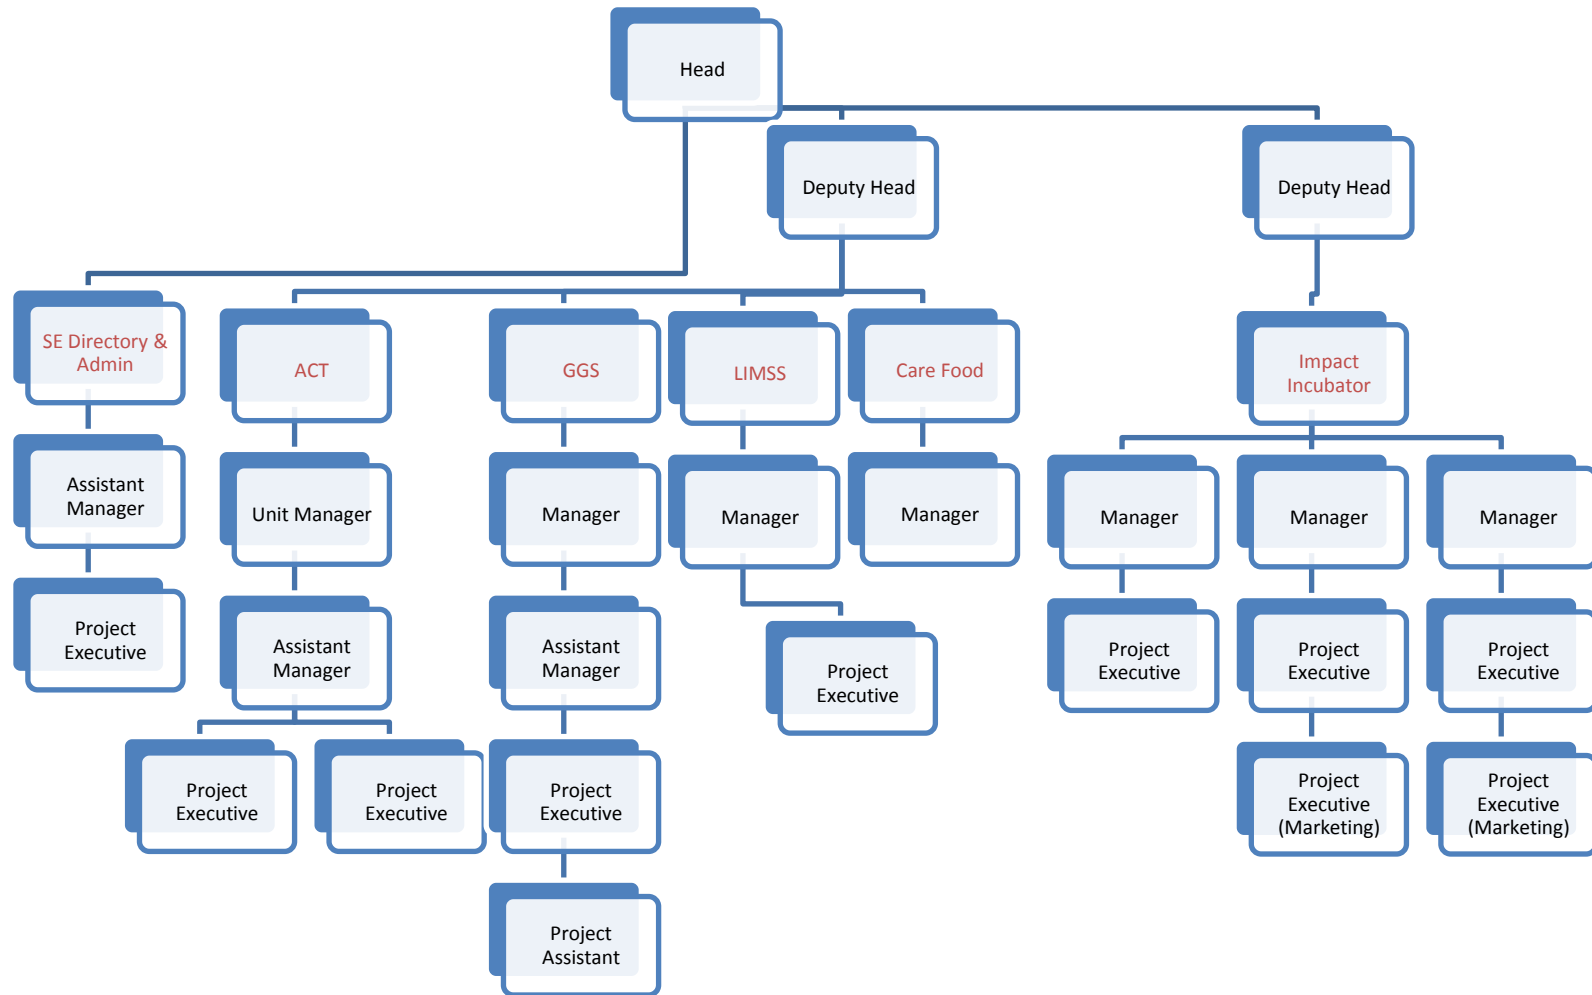 Head
Deputy Head
Deputy Head
SE Directory &
Admin
ACT
GGS
LIMSS
Care Food
Impact
Incubator
Assistant
Manager
Unit Manager
Manager
Manager
Manager
Manager
Manager
Manager
Project
Executive
Assistant
Manager
Assistant
Manager
Project
Executive
Project
Executive
Project
Executive
Project
Executive
Project
Executive
Project
Executive
Project
Executive
Project
Executive
(Marketing)
Project
Executive
(Marketing)
Project
Assistant